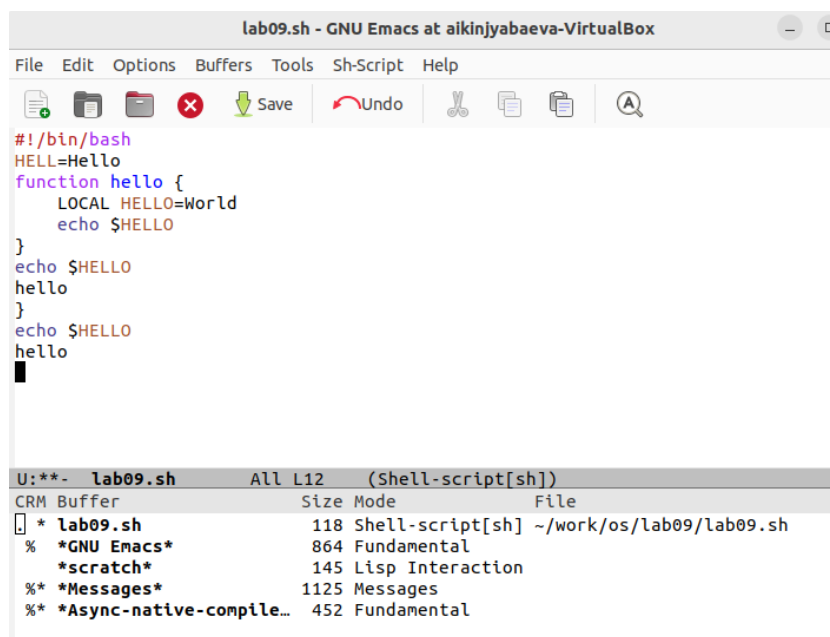 lab09.sh - GNU Emacs at aikinjyabaeva-VirtualBox
File Edit Options Buffers Tools Sh-Script Help
Save Undo
#!/bin/bash
HELL=Hello
function hello {
    LOCAL HELLO=World
    echo $HELLO
}
echo $HELLO
hello
}
echo $HELLO
hello
U:**-  lab09.sh       All L12    (Shell-script[sh])
CRM Buffer                Size Mode             File
. * lab09.sh               118 Shell-script[sh] ~/work/os/lab09/lab09.sh
 %  *GNU Emacs*            864 Fundamental
    *scratch*              145 Lisp Interaction
 %* *Messages*            1125 Messages
 %* *Async-native-compile…  452 Fundamental